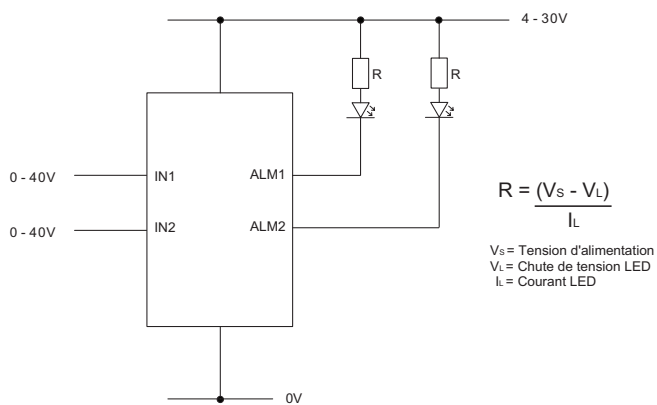 4 - 30V
R
R
0 - 40V
IN1
ALM1
0 - 40V
IN2
ALM2
R = (VS - VL)
IL
VS = Tension d'alimentation
VL = Chute de tension LED
IL = Courant LED
0V